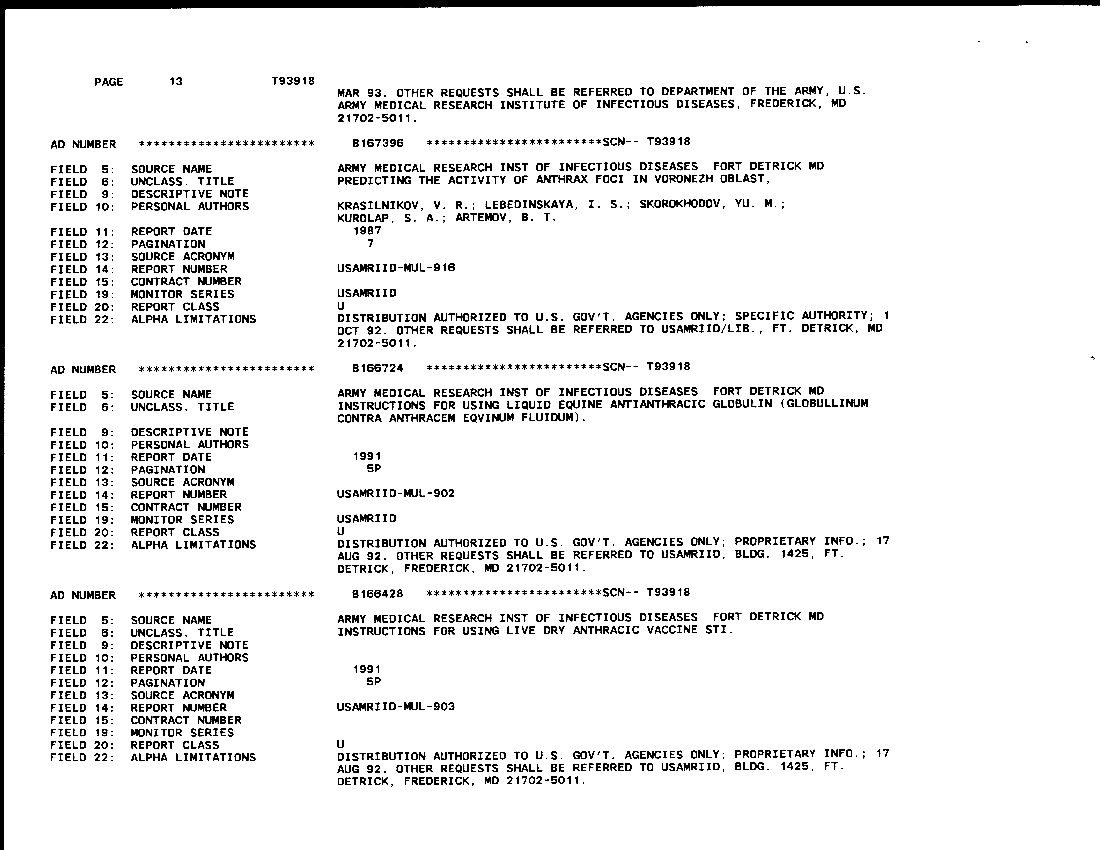 PAGE 13 T93918
MAR 93. OTHER REQUESTS SHALL BE REFERRED TO DEPARTMENT OF THE ARMY, U.S.
ARMY MEDICAL RESEARCH INSTITUTE OF INFECTIOUS DISEASES, FREDERICK, MD
21702-5011.
AD NUMBER ************************ B167396 ************************SCN-- T93918
FIELD 5: SOURCE NAME ARMY MEDICAL RESEARCH INST OF INFECTIOUS DISEASES FORT DETRICK MD
FIELD 6: UNCLASS. TITLE PREDICTING THE ACTIVITY OF ANTHRAX FOCI IN VORONEZH OBLAST,
FIELD 9: DESCRIPTIVE NOTE
FIELD 10: PERSONAL AUTHORS KRASILNIKOV, V. R.; LEBEDINSKAYA, I. S.; SKOROKHODOV, YU. M.;
KUROLAP, S. A.; ARTEMOV, B. T.
FIELD 11: REPORT DATE 1987
FIELD 12: PAGINATION 7
FIELD 13: SOURCE ACRONYM
FIELD 14: REPORT NUMBER USAMRIID-MUL-916
FIELD 15: CONTRACT NUMBER
FIELD 19: MONITOR SERIES USAMRIID
FIELD 20: REPORT CLASS U
FIELD 22: ALPHA LIMITATIONS DISTRIBUTION AUTHORIZED TO U.S. GOV'T. AGENCIES ONLY; SPECIFIC AUTHORITY; 1
OCT 92. OTHER REQUESTS SHALL BE REFERRED TO USAMRIID/LIB., FT. DETRICK, MD
21702-5011.
AD NUMBER ************************ B166724 ************************SCN-- T93918
FIELD 5: SOURCE NAME ARMY MEDICAL RESEARCH INST OF INFECTIOUS DISEASES FORT DETRICK MD
FIELD 6: UNCLASS. TITLE INSTRUCTIONS FOR USING LIQUID EQUINE ANTIANTHRACIC GLOBULIN (GLOBULLINUM
CONTRA ANTHRACEM EQVINUM FLUIDUM).
FIELD 9: DESCRIPTIVE NOTE
FIELD 10: PERSONAL AUTHORS
FIELD 11: REPORT DATE 1991
FIELD 12: PAGINATION 5P
FIELD 13: SOURCE ACRONYM
FIELD 14: REPORT NUMBER USAMRIID-MUL-902
FIELD 15: CONTRACT NUMBER
FIELD 19: MONITOR SERIES USAMRIID
FIELD 20: REPORT CLASS U
FIELD 22: ALPHA LIMITATIONS DISTRIBUTION AUTHORIZED TO U.S. GOV'T. AGENCIES ONLY; PROPRIETARY INFO.; 17
AUG 92. OTHER REQUESTS SHALL BE REFERRED TO USAMRIID, BLDG. 1425, FT.
DETRICK, FREDERICK, MD 21702-5011.
AD NUMBER ************************ B166428 ************************SCN-- T93918
FIELD 5: SOURCE NAME ARMY MEDICAL RESEARCH INST OF INFECTIOUS DISEASES FORT DETRICK MD
FIELD 6: UNCLASS. TITLE INSTRUCTIONS FOR USING LIVE DRY ANTHRACIC VACCINE STI.
FIELD 9: DESCRIPTIVE NOTE
FIELD 10: PERSONAL AUTHORS
FIELD 11: REPORT DATE 1991
FIELD 12: PAGINATION 5P
FIELD 13: SOURCE ACRONYM
FIELD 14: REPORT NUMBER USAMRIID-MUL-903
FIELD 15: CONTRACT NUMBER
FIELD 19: MONITOR SERIES
FIELD 20: REPORT CLASS U
FIELD 22: ALPHA LIMITATIONS DISTRIBUTION AUTHORIZED TO U.S. GOV'T. AGENCIES ONLY; PROPRIETARY INFO.; 17
AUG 92. OTHER REQUESTS SHALL BE REFERRED TO USAMRIID, BLDG. 1425, FT.
DETRICK, FREDERICK, MD 21702-5011.